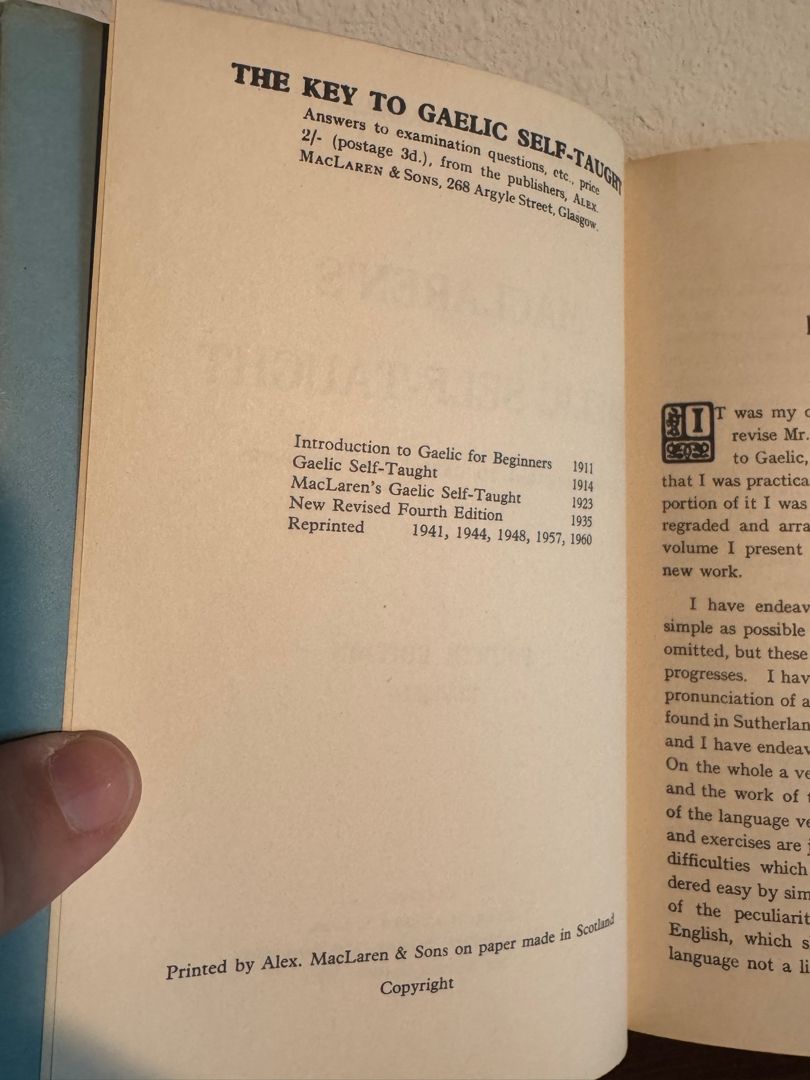 THE KEY TO GAELIC SELF-TAUGHT
Answers to examination questions, etc., price
2/- (postage 3d.), from the publishers, ALEX.
MACLAREN & SONS, 268 Argyle Street, Glasgow.
Introduction to Gaelic for Beginners 1911
Gaelic Self-Taught 1914
MacLaren's Gaelic Self-Taught 1923
New Revised Fourth Edition 1935
Reprinted 1941, 1944, 1948, 1957, 1960
Printed by Alex. MacLaren & Sons on paper made in Scotland
Copyright
IT was my
revise Mr.
to Gaelic,
that I was practica
portion of it I was
regraded and arra
volume I present
new work.
I have endeav
simple as possible
omitted, but these
progresses. I hav
pronunciation of a
found in Sutherlan
and I have endeav
On the whole a ve
and the work of
of the language ve
and exercises are
difficulties which
dered easy by sim
of the peculiarit
English, which s
language not a li